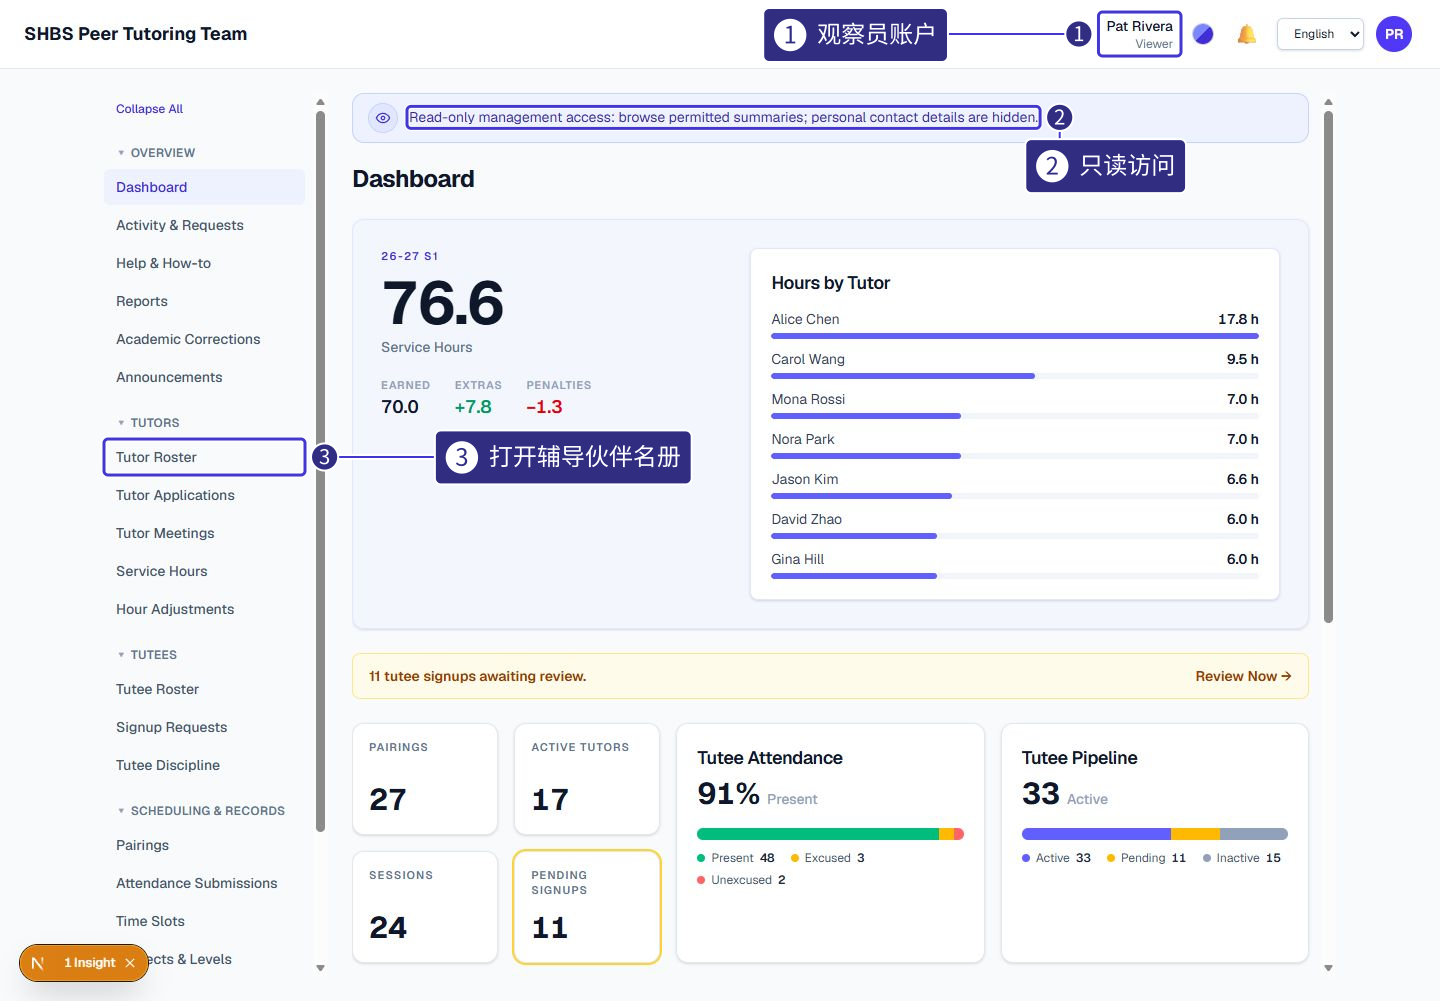 SHBS Peer Tutoring Team
1 观察员账户
1
Pat Rivera
Viewer
English
PR
Collapse All
OVERVIEW
Dashboard
Activity & Requests
Help & How-to
Reports
Academic Corrections
Announcements
TUTORS
Tutor Roster
Tutor Applications
Tutor Meetings
Service Hours
Hour Adjustments
TUTEES
Tutee Roster
Signup Requests
Tutee Discipline
SCHEDULING & RECORDS
Pairings
Attendance Submissions
Time Slots
ects & Levels
N 1 Insight
Read-only management access: browse permitted summaries; personal contact details are hidden.
2
2 只读访问
Dashboard
26-27 S1
76.6
Service Hours
EARNED EXTRAS PENALTIES
70.0 +7.8 −1.3
3
3 打开辅导伙伴名册
Hours by Tutor
Alice Chen 17.8 h
Carol Wang 9.5 h
Mona Rossi 7.0 h
Nora Park 7.0 h
Jason Kim 6.6 h
David Zhao 6.0 h
Gina Hill 6.0 h
11 tutee signups awaiting review. Review Now →
PAIRINGS
27
ACTIVE TUTORS
17
SESSIONS
24
PENDING
SIGNUPS
11
Tutee Attendance
91% Present
Present 48 Excused 3
Unexcused 2
Tutee Pipeline
33 Active
Active 33 Pending 11 Inactive 15